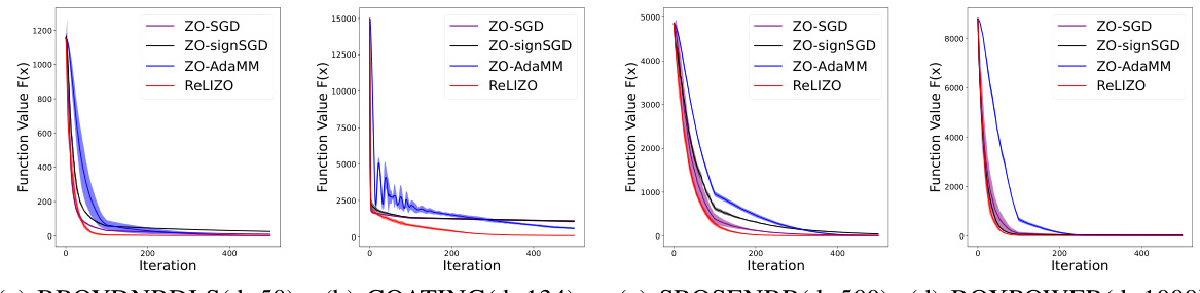 ZO-SGD
ZO-signSGD
ZO-AdaMM
ReLIZO
Function Value F(x)
1200
1000
800
600
400
200
0
0 200 400
Iteration
ZO-SGD
ZO-signSGD
ZO-AdaMM
ReLIZO
Function Value F(x)
15000
12500
10000
7500
5000
2500
0
0 200 400
Iteration
ZO-SGD
ZO-signSGD
ZO-AdaMM
ReLIZO
Function Value F(x)
5000
4000
3000
2000
1000
0
0 200 400
Iteration
ZO-SGD
ZO-signSGD
ZO-AdaMM
ReLIZO
Function Value F(x)
8000
6000
4000
2000
0
0 200 400
Iteration